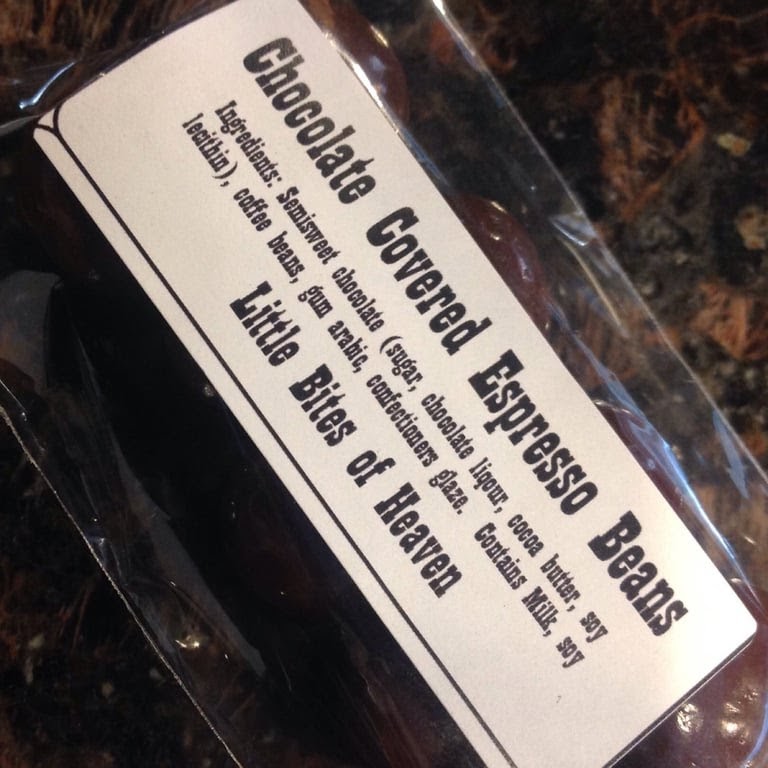 Chocolate Covered Espresso Beans
Ingredients: Semisweet chocolate (sugar, chocolate liqour, cocoa butter, soy
lecithin), coffee beans, gum arabic, confectioners glaze. Contains Milk, soy
Little Bites of Heaven